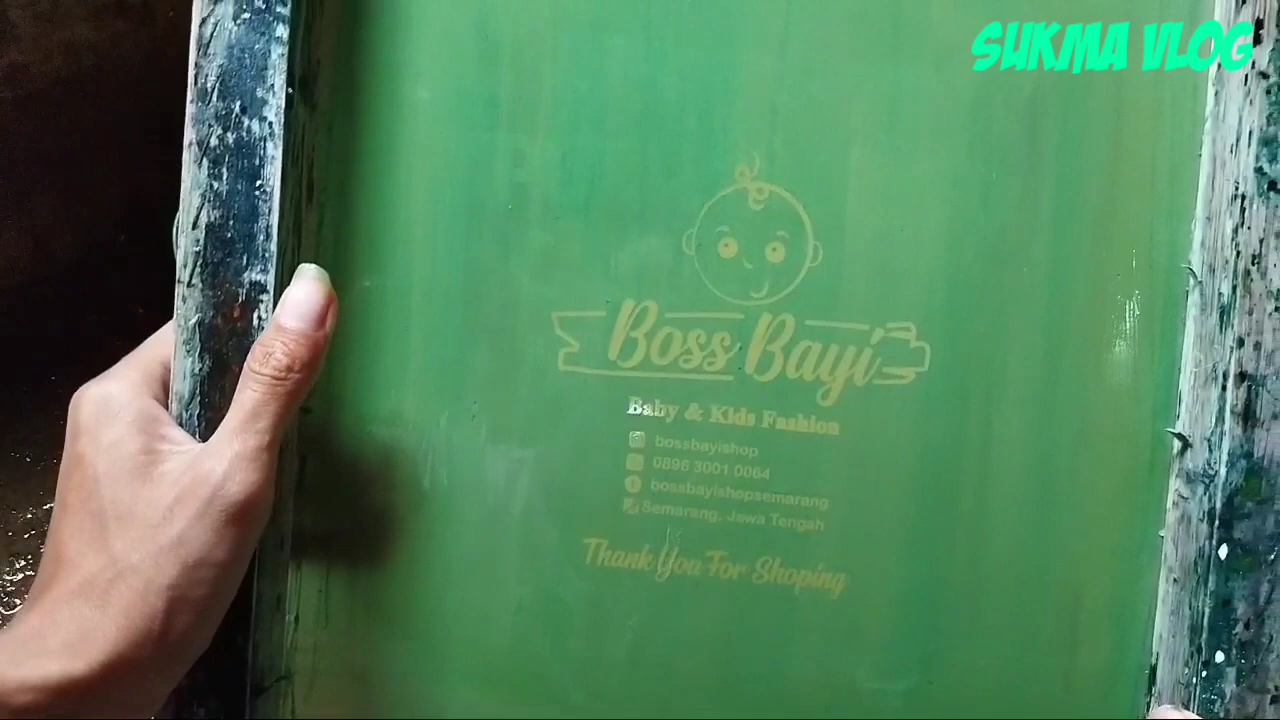 SUKMA VLOG
Boss Bayi
Baby & Kids Fashion
bossbayishop
0896 3001 0064
bossbayishopsemarang
Semarang, Jawa Tengah
Thank You For Shoping